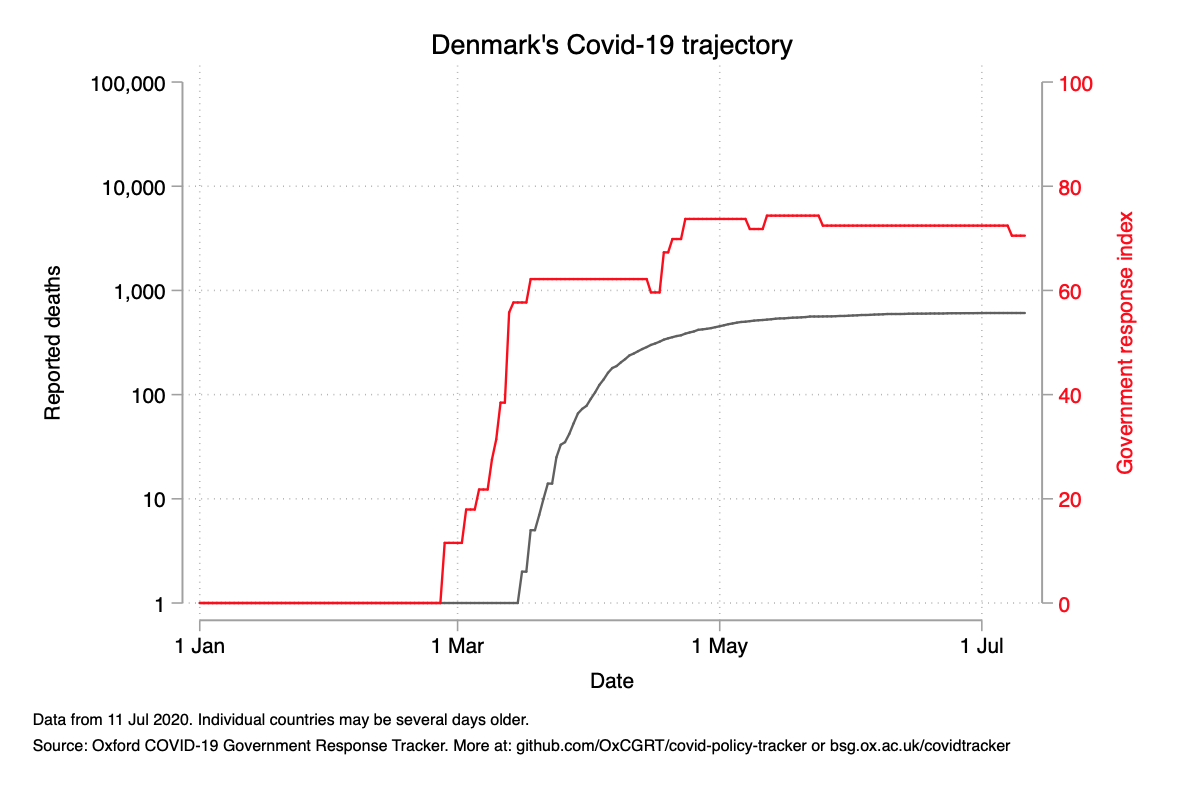 Denmark's Covid-19 trajectory
100,000
10,000
1,000
100
10
1
Reported deaths
100
80
60
40
20
0
Government response index
1 Jan
1 Mar
1 May
1 Jul
Date
Data from 11 Jul 2020. Individual countries may be several days older.
Source: Oxford COVID-19 Government Response Tracker. More at: github.com/OxCGRT/covid-policy-tracker or bsg.ox.ac.uk/covidtracker